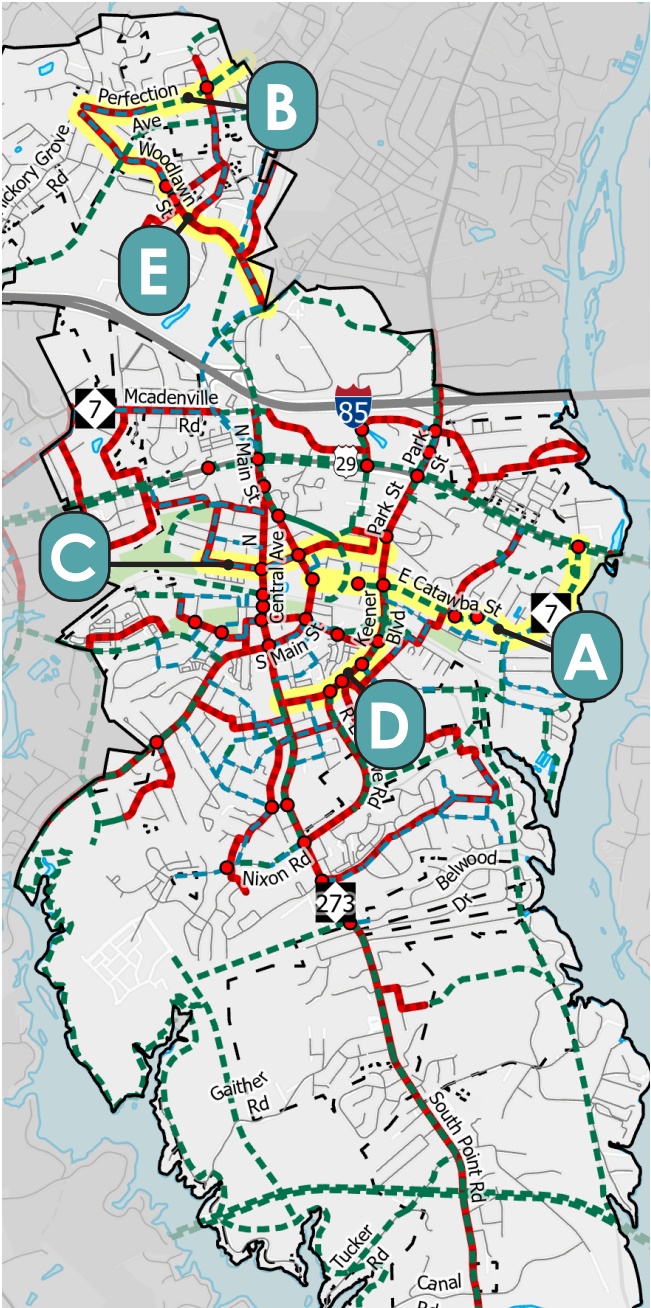 Perfection
Ave
B
Hickory Grove
Rd
Woodlawn
St
E
Mcadenville
Rd
7
85
29
N Main St
Park
St
Park St
C
N
Central Ave
E Catawba St
7
A
Keener
Blvd
S Main St
D
Rd
Nixon Rd
Belwood
Dr
273
Gaither
Rd
South Point Rd
Tucker
Rd
Canal
Rd